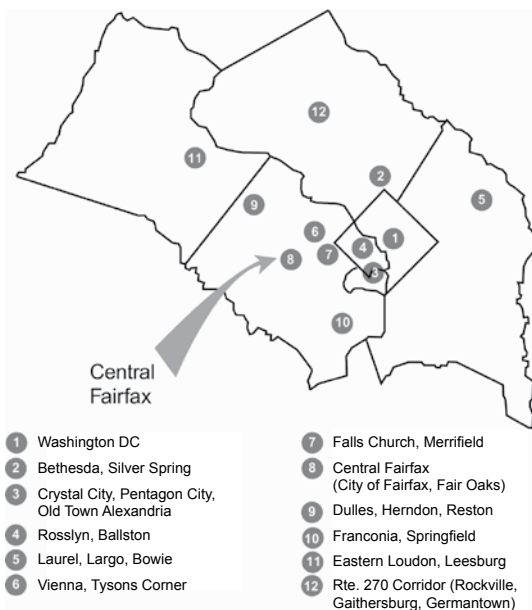 12
11
2
5
9
6
1
4
7
8
3
10
Central
Fairfax
1 Washington DC
2 Bethesda, Silver Spring
3 Crystal City, Pentagon City,
Old Town Alexandria
4 Rosslyn, Ballston
5 Laurel, Largo, Bowie
6 Vienna, Tysons Corner
7 Falls Church, Merrifield
8 Central Fairfax
(City of Fairfax, Fair Oaks)
9 Dulles, Herndon, Reston
10 Franconia, Springfield
11 Eastern Loudon, Leesburg
12 Rte. 270 Corridor (Rockville,
Gaithersburg, Germantown)